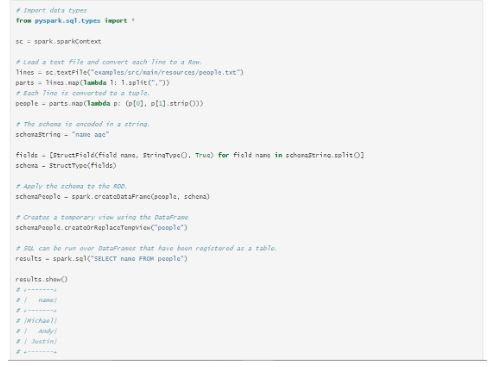 # Import data types
from pyspark.sql.types import *
sc = spark.sparkContext
# Load a text file and convert each line to a Row.
lines = sc.textFile("examples/src/main/resources/people.txt")
parts = lines.map(lambda l: l.split(","))
# Each line is converted to a tuple.
people = parts.map(lambda p: (p[0], p[1].strip()))
# The schema is encoded in a string.
schemaString = "name age"
fields = [StructField(field_name, StringType(), True) for field_name in schemaString.split()]
schema = StructType(fields)
# Apply the schema to the RDD.
schemaPeople = spark.createDataFrame(people, schema)
# Creates a temporary view using the DataFrame
schemaPeople.createOrReplaceTempView("people")
# SQL can be run over DataFrames that have been registered as a table.
results = spark.sql("SELECT name FROM people")
results.show()
# +-------+
# |   name|
# +-------+
# |Michael|
# |   Andy|
# | Justin|
# +-------+